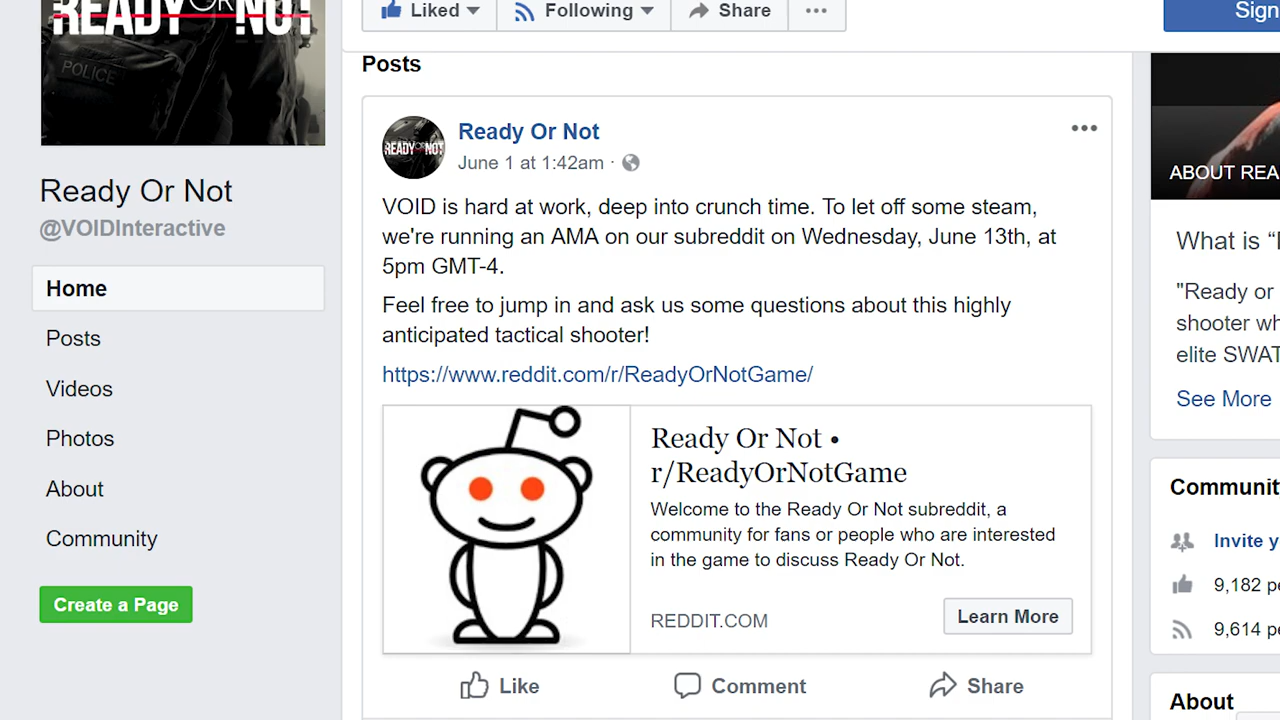 READY OR NOT
POLICE
Liked
Following
Share
Sign
Ready Or Not
@VOIDInteractive
Home
Posts
Videos
Photos
About
Community
Create a Page
Posts
READY OR NOT
Ready Or Not
June 1 at 1:42am ·
VOID is hard at work, deep into crunch time. To let off some steam,
we're running an AMA on our subreddit on Wednesday, June 13th, at
5pm GMT-4.
Feel free to jump in and ask us some questions about this highly
anticipated tactical shooter!
https://www.reddit.com/r/ReadyOrNotGame/
Ready Or Not •
r/ReadyOrNotGame
Welcome to the Ready Or Not subreddit, a
community for fans or people who are interested
in the game to discuss Ready Or Not.
REDDIT.COM
Learn More
Like
Comment
Share
ABOUT REA
What is “
"Ready or
shooter wh
elite SWAT
See More
Communit
Invite y
9,182 pe
9,614 pe
About